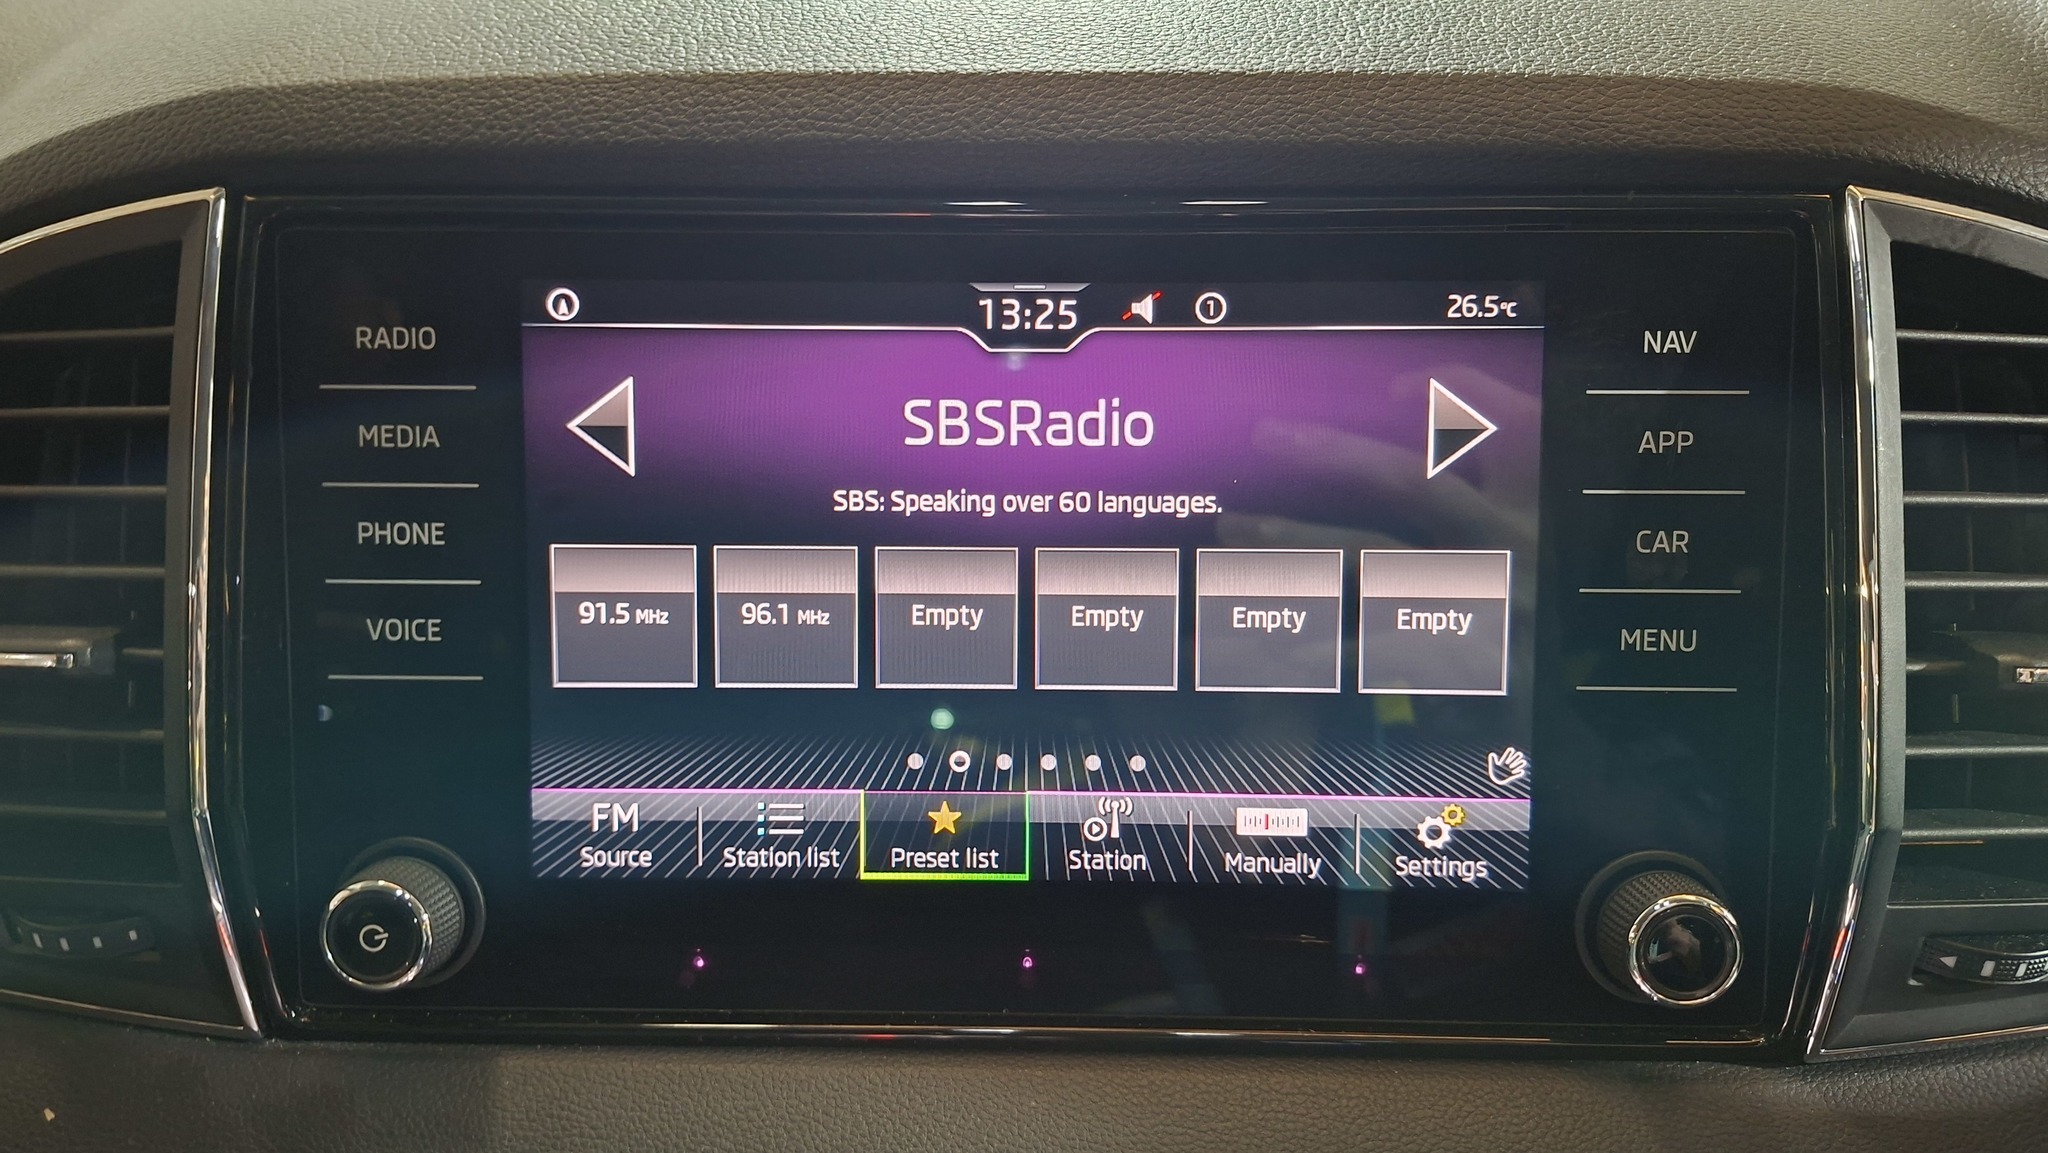 13:25
1
26.5°C
RADIO
MEDIA
PHONE
VOICE
SBSRadio
SBS: Speaking over 60 languages.
91.5 MHz
96.1 MHz
Empty
Empty
Empty
Empty
FM
Source
Station list
Preset list
Station
Manually
Settings
NAV
APP
CAR
MENU